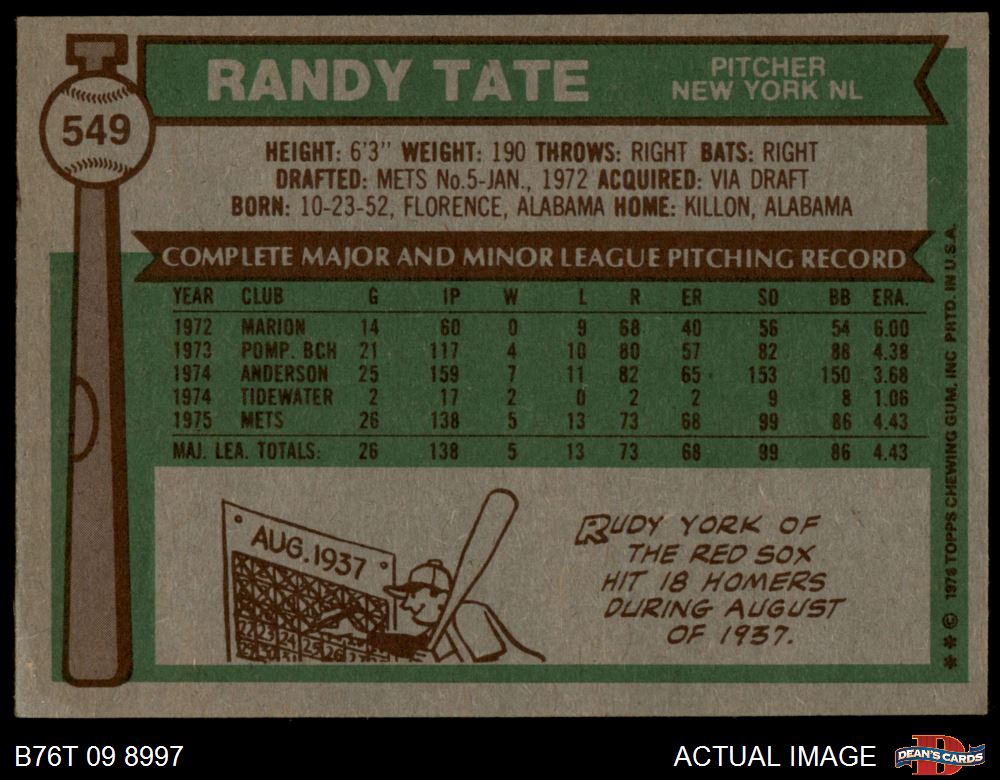 RANDY TATE
PITCHER
NEW YORK NL
549
HEIGHT: 6'3" WEIGHT: 190 THROWS: RIGHT BATS: RIGHT
DRAFTED: METS No.5-JAN., 1972 ACQUIRED: VIA DRAFT
BORN: 10-23-52, FLORENCE, ALABAMA HOME: KILLON, ALABAMA
COMPLETE MAJOR AND MINOR LEAGUE PITCHING RECORD
YEAR CLUB G IP W L R ER SO BB ERA.
1972 MARION 14 60 0 9 68 40 56 54 6.00
1973 POMP. BCH 21 117 4 10 80 57 82 88 4.38
1974 ANDERSON 25 159 7 11 82 65 153 150 3.68
1974 TIDEWATER 2 17 2 0 2 2 9 8 1.06
1975 METS 26 138 5 13 73 68 99 86 4.43
MAJ. LEA. TOTALS: 26 138 5 13 73 68 99 86 4.43
AUG. 1937
22 23 24 25 26 27
RUDY YORK OF
THE RED SOX
HIT 18 HOMERS
DURING AUGUST
OF 1937.
** © 1976 TOPPS CHEWING GUM, INC PRTD. IN U.S.A.
B76T 09 8997
ACTUAL IMAGE
DEAN'S CARDS